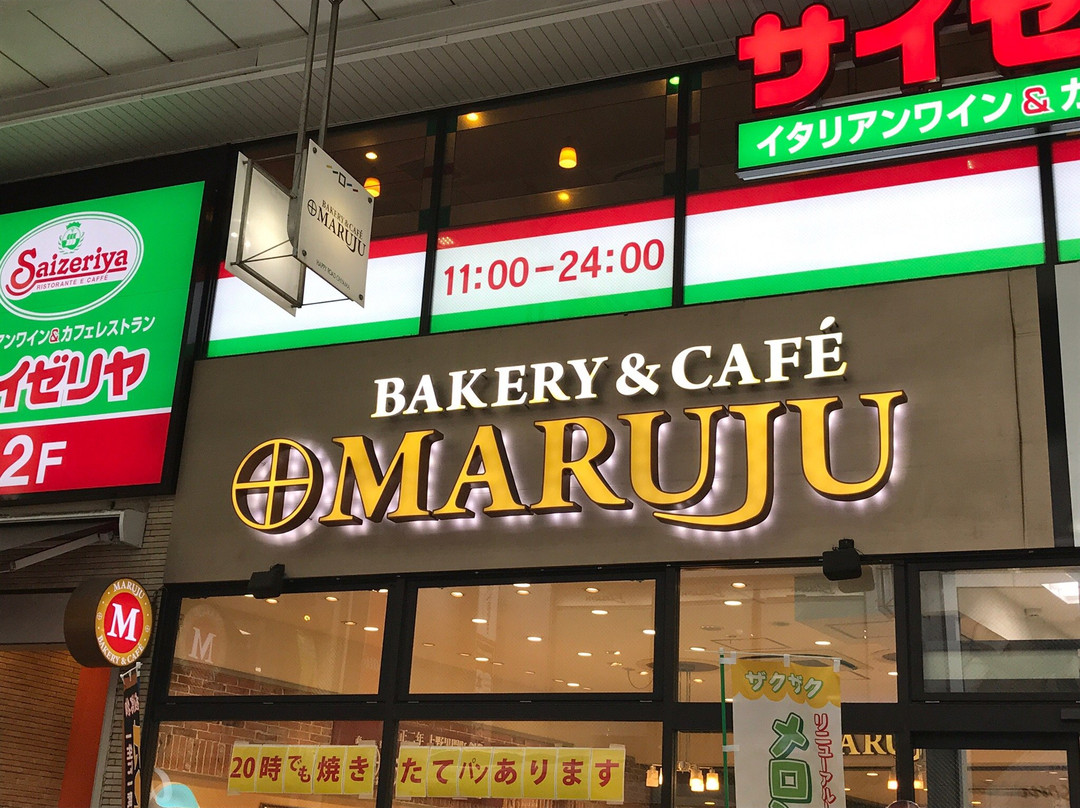 サイゼ
イタリアンワイン&カ
11:00-24:00
BAKERY & CAFÉ
MARUJU
BAKERY & CAFÉ
MARUJU
Saizeriya
RISTORANTE E CAFFÉ
アンワイン&カフェレストラン
イゼリヤ
2F
BAKERY & CAFÉ
MARUJU
M
MARUJU
BAKERY & CAFÉ
M
20時でも焼きたてパンあります
ザクザク
メロン
リニューアル